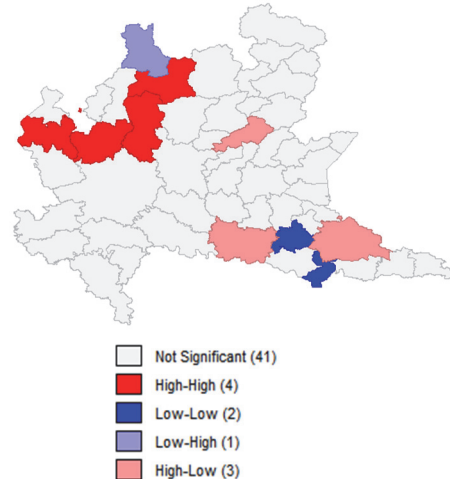 Not Significant (41)
High-High (4)
Low-Low (2)
Low-High (1)
High-Low (3)